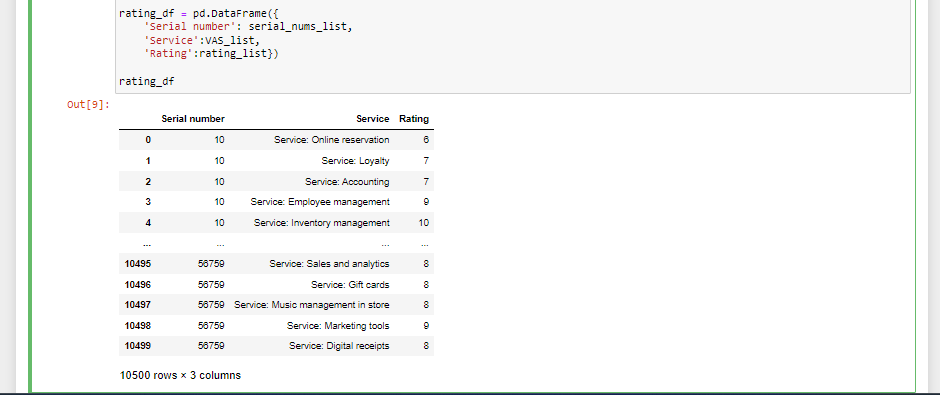 rating_df = pd.DataFrame({
'Serial number': serial_nums_list,
'Service':VAS_list,
'Rating':rating_list})
rating_df
Out[9]:
Serial number Service Rating
0 10 Service: Online reservation 6
1 10 Service: Loyalty 7
2 10 Service: Accounting 7
3 10 Service: Employee management 9
4 10 Service: Inventory management 10
... ... ... ...
10495 56759 Service: Sales and analytics 8
10496 56759 Service: Gift cards 8
10497 56759 Service: Music management in store 8
10498 56759 Service: Marketing tools 9
10499 56759 Service: Digital receipts 8
10500 rows × 3 columns